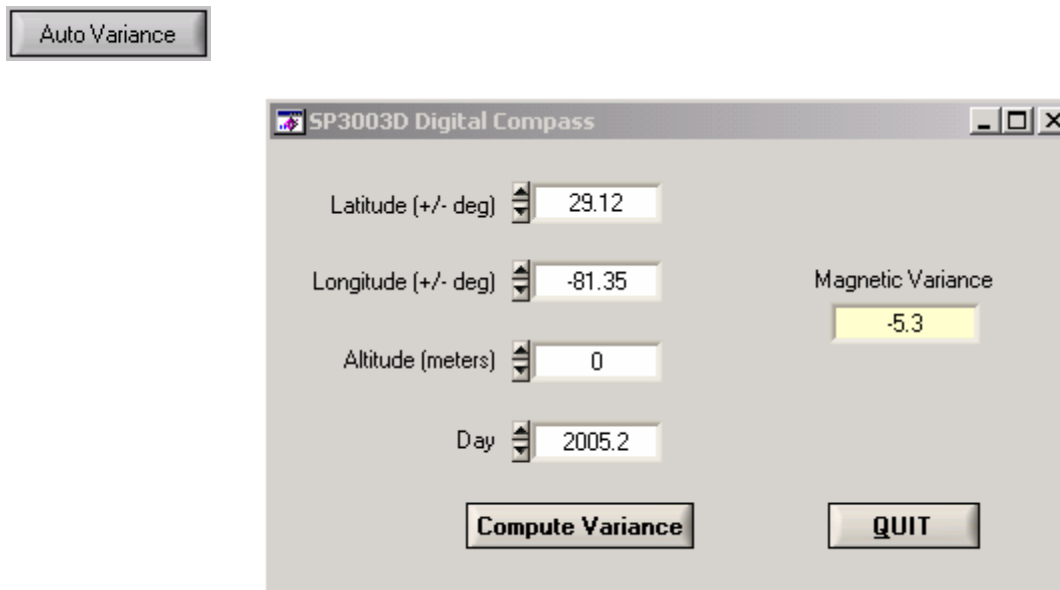 Auto Variance
SP3003D Digital Compass
Latitude (+/- deg) 29.12
Longitude (+/- deg) -81.35
Magnetic Variance
-5.3
Altitude (meters) 0
Day 2005.2
Compute Variance QUIT